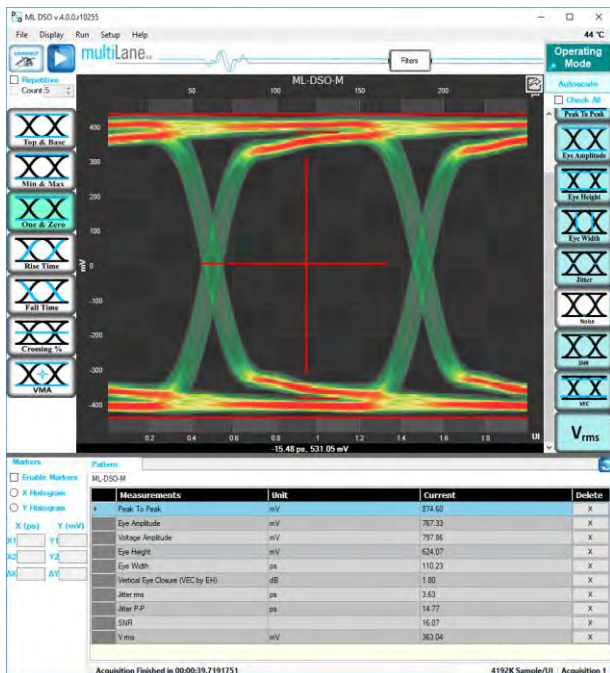 ML DSO v.4.0.0.r10255
File Display Run Setup Help
44 °C
CONNECT
multiLane
Filters
Operating Mode
Repetitive
Count 5
Autoscale
Check All
ML-DSO-M
50 100 150 200
Top & Base
Min & Max
One & Zero
Rise Time
Fall Time
Crossing %
VMA
400
300
200
100
0
-100
-200
-300
-400
mV
Peak To Peak
Eye Amplitude
Eye Height
Eye Width
Jitter
Noise
SNR
VEC
Vrms
0.2 0.4 0.6 0.8 1 1.2 1.4 1.6 1.8 UI
-15.48 ps, 531.05 mV
Markers
Enable Markers
X Histogram
Y Histogram
X (ps) Y (mV)
X1 Y1
X2 Y2
ΔX ΔY
Pattern
ML-DSO-M
Measurements Unit Current Delete
Peak To Peak mV 874.60 X
Eye Amplitude mV 767.33 X
Voltage Amplitude mV 797.86 X
Eye Height mV 624.07 X
Eye Width ps 110.23 X
Vertical Eye Closure (VEC by EH) dB 1.80 X
Jitter rms ps 3.63 X
Jitter P-P ps 14.77 X
SNR 16.07 X
V rms mV 363.04 X
Acquisition Finished in 00:00:39.7191751
4192K Sample/UI Acquisition 1